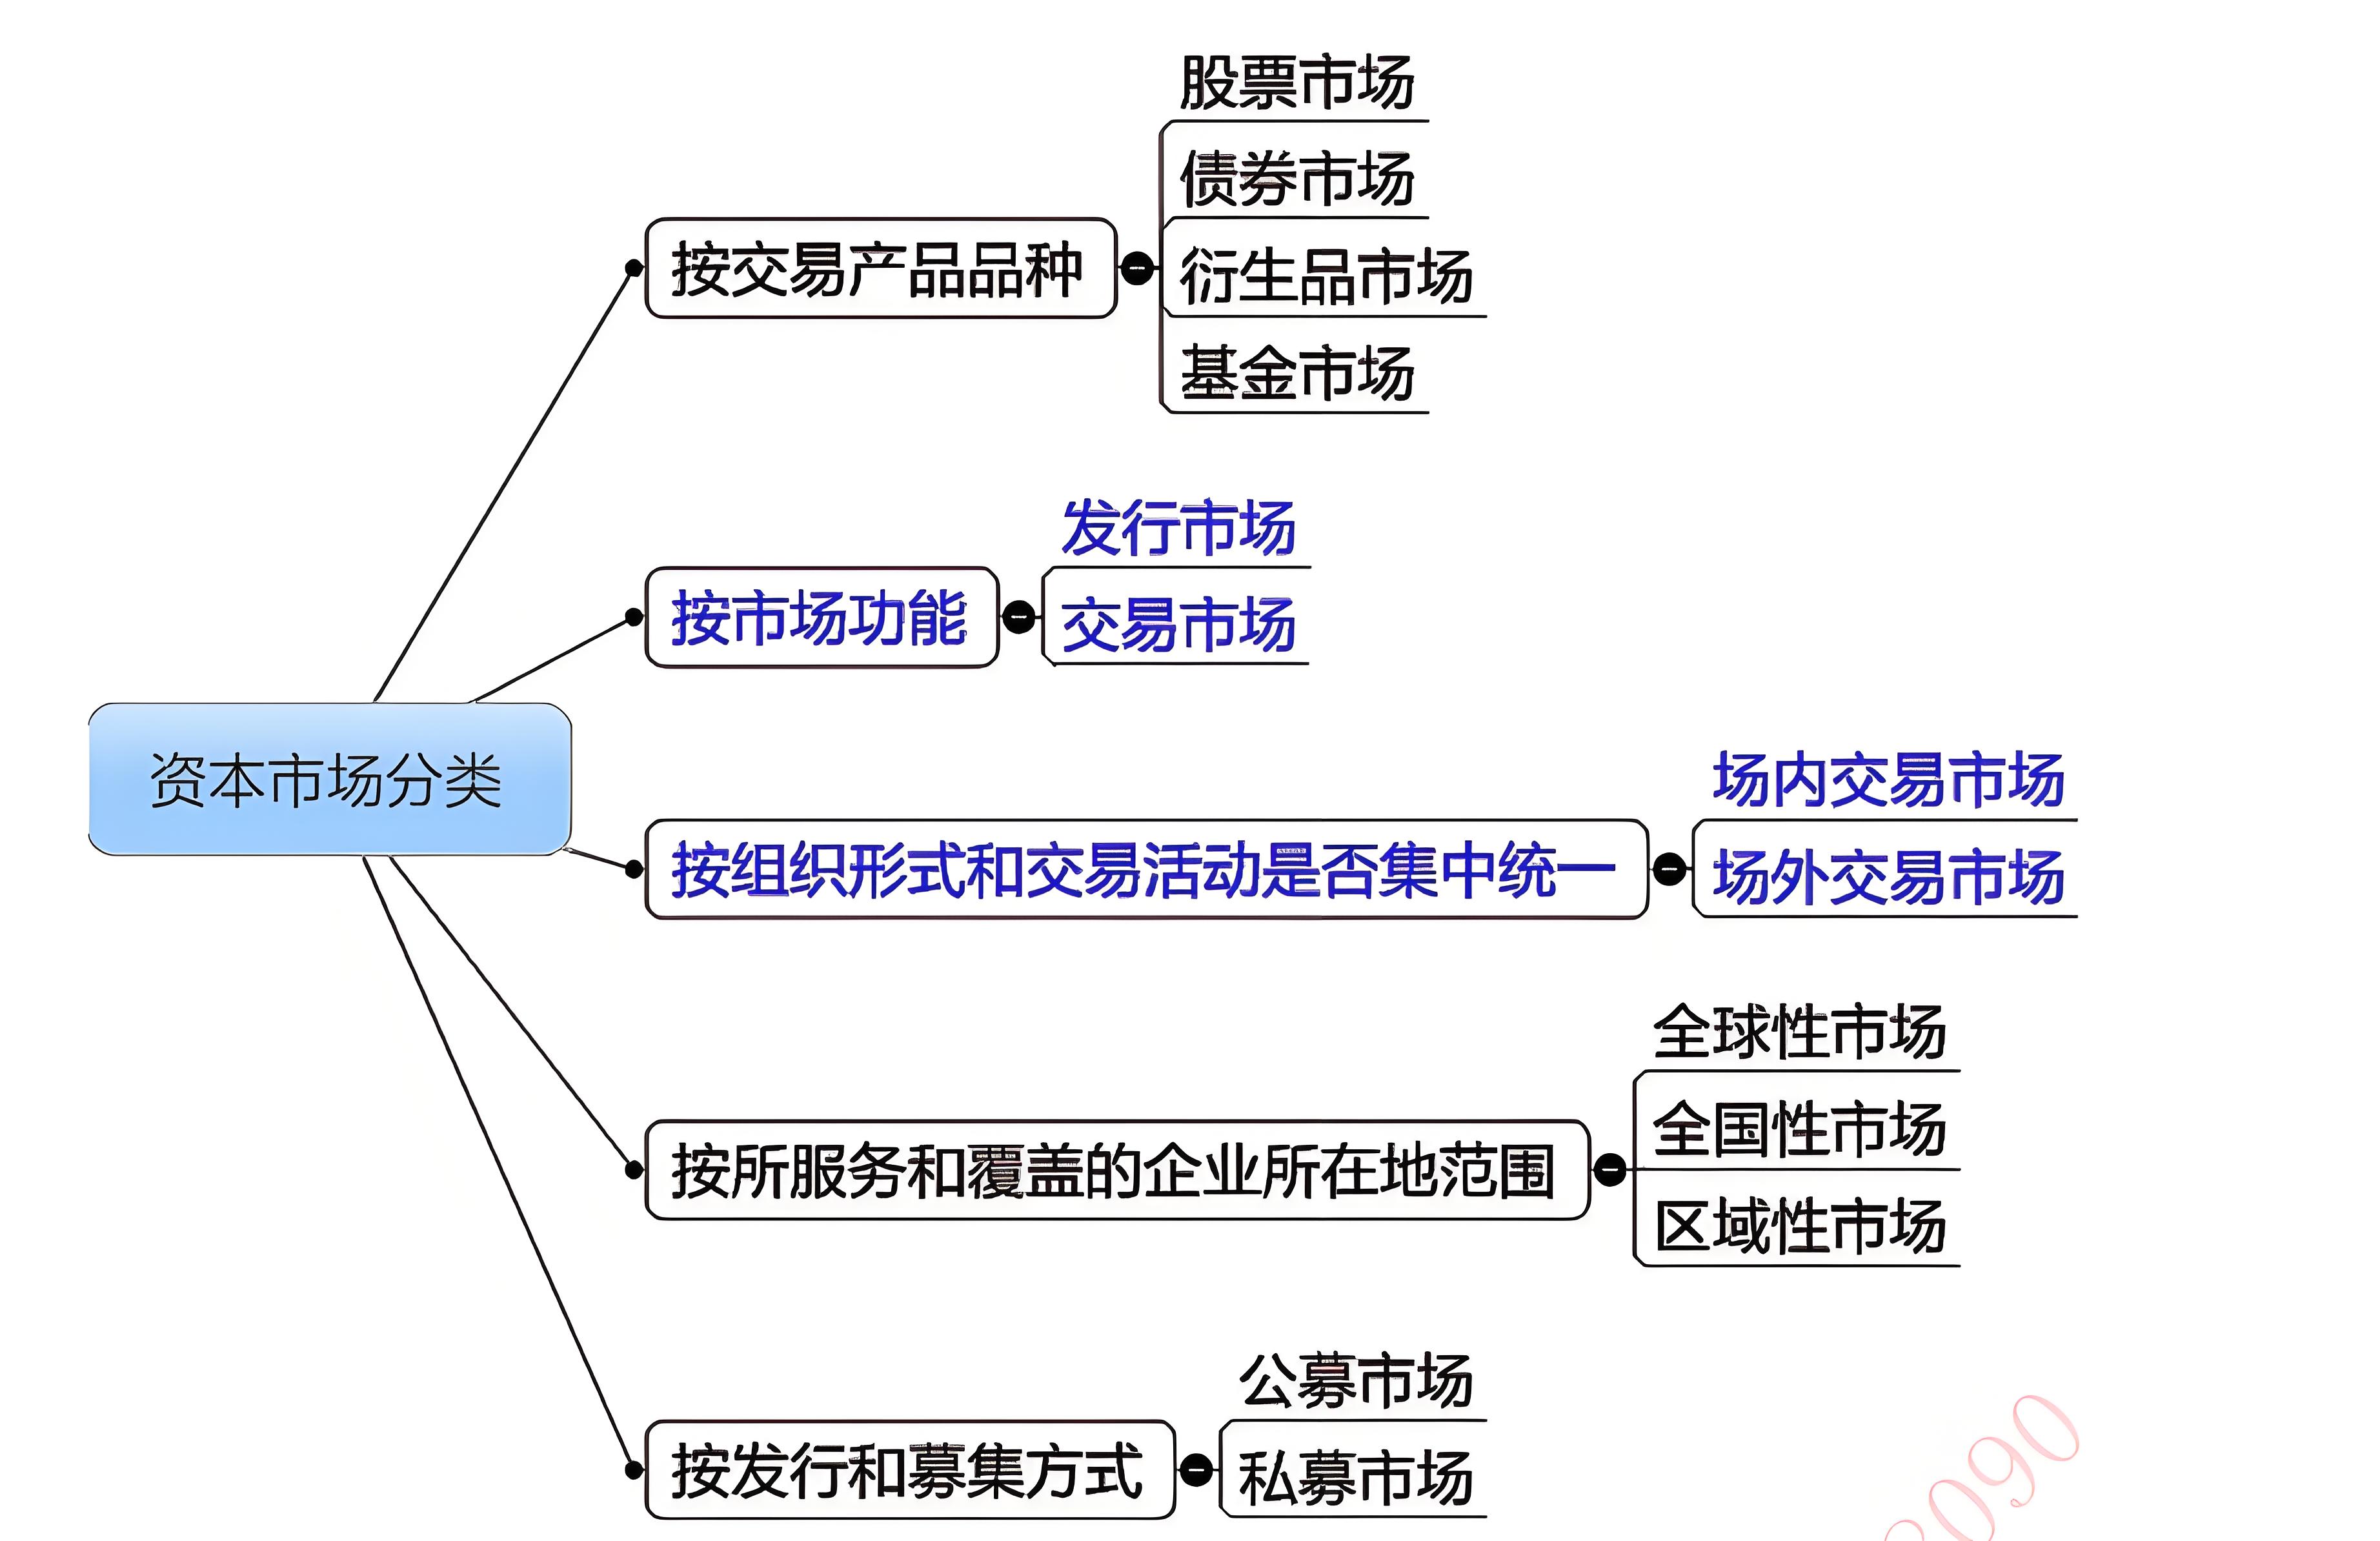 资本市场分类
按交易产品品种
股票市场
债券市场
衍生品市场
基金市场
按市场功能
发行市场
交易市场
按组织形式和交易活动是否集中统一
场内交易市场
场外交易市场
按所服务和覆盖的企业所在地范围
全球性市场
全国性市场
区域性市场
按发行和募集方式
公募市场
私募市场
090